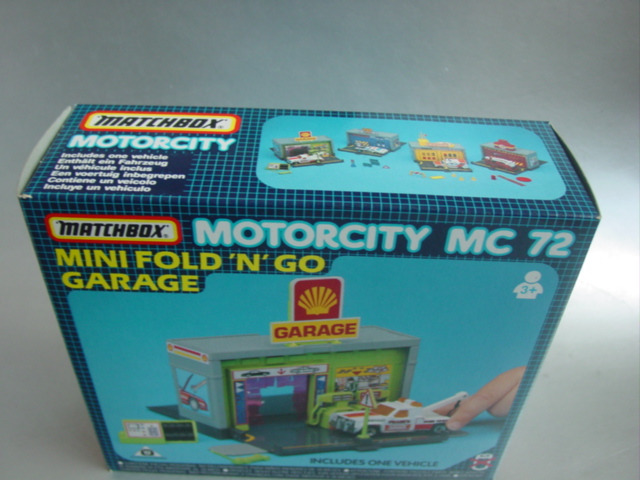 MATCHBOX
MOTORCITY
Includes one vehicle
Enthält ein Fahrzeug
Un véhicule inclus
Een voertuig inbegrepen
Contiene un veicolo
Incluye un vehículo
MATCHBOX
MOTORCITY MC 72
MINI FOLD 'N' GO
GARAGE
3+
GARAGE
INCLUDES ONE VEHICLE